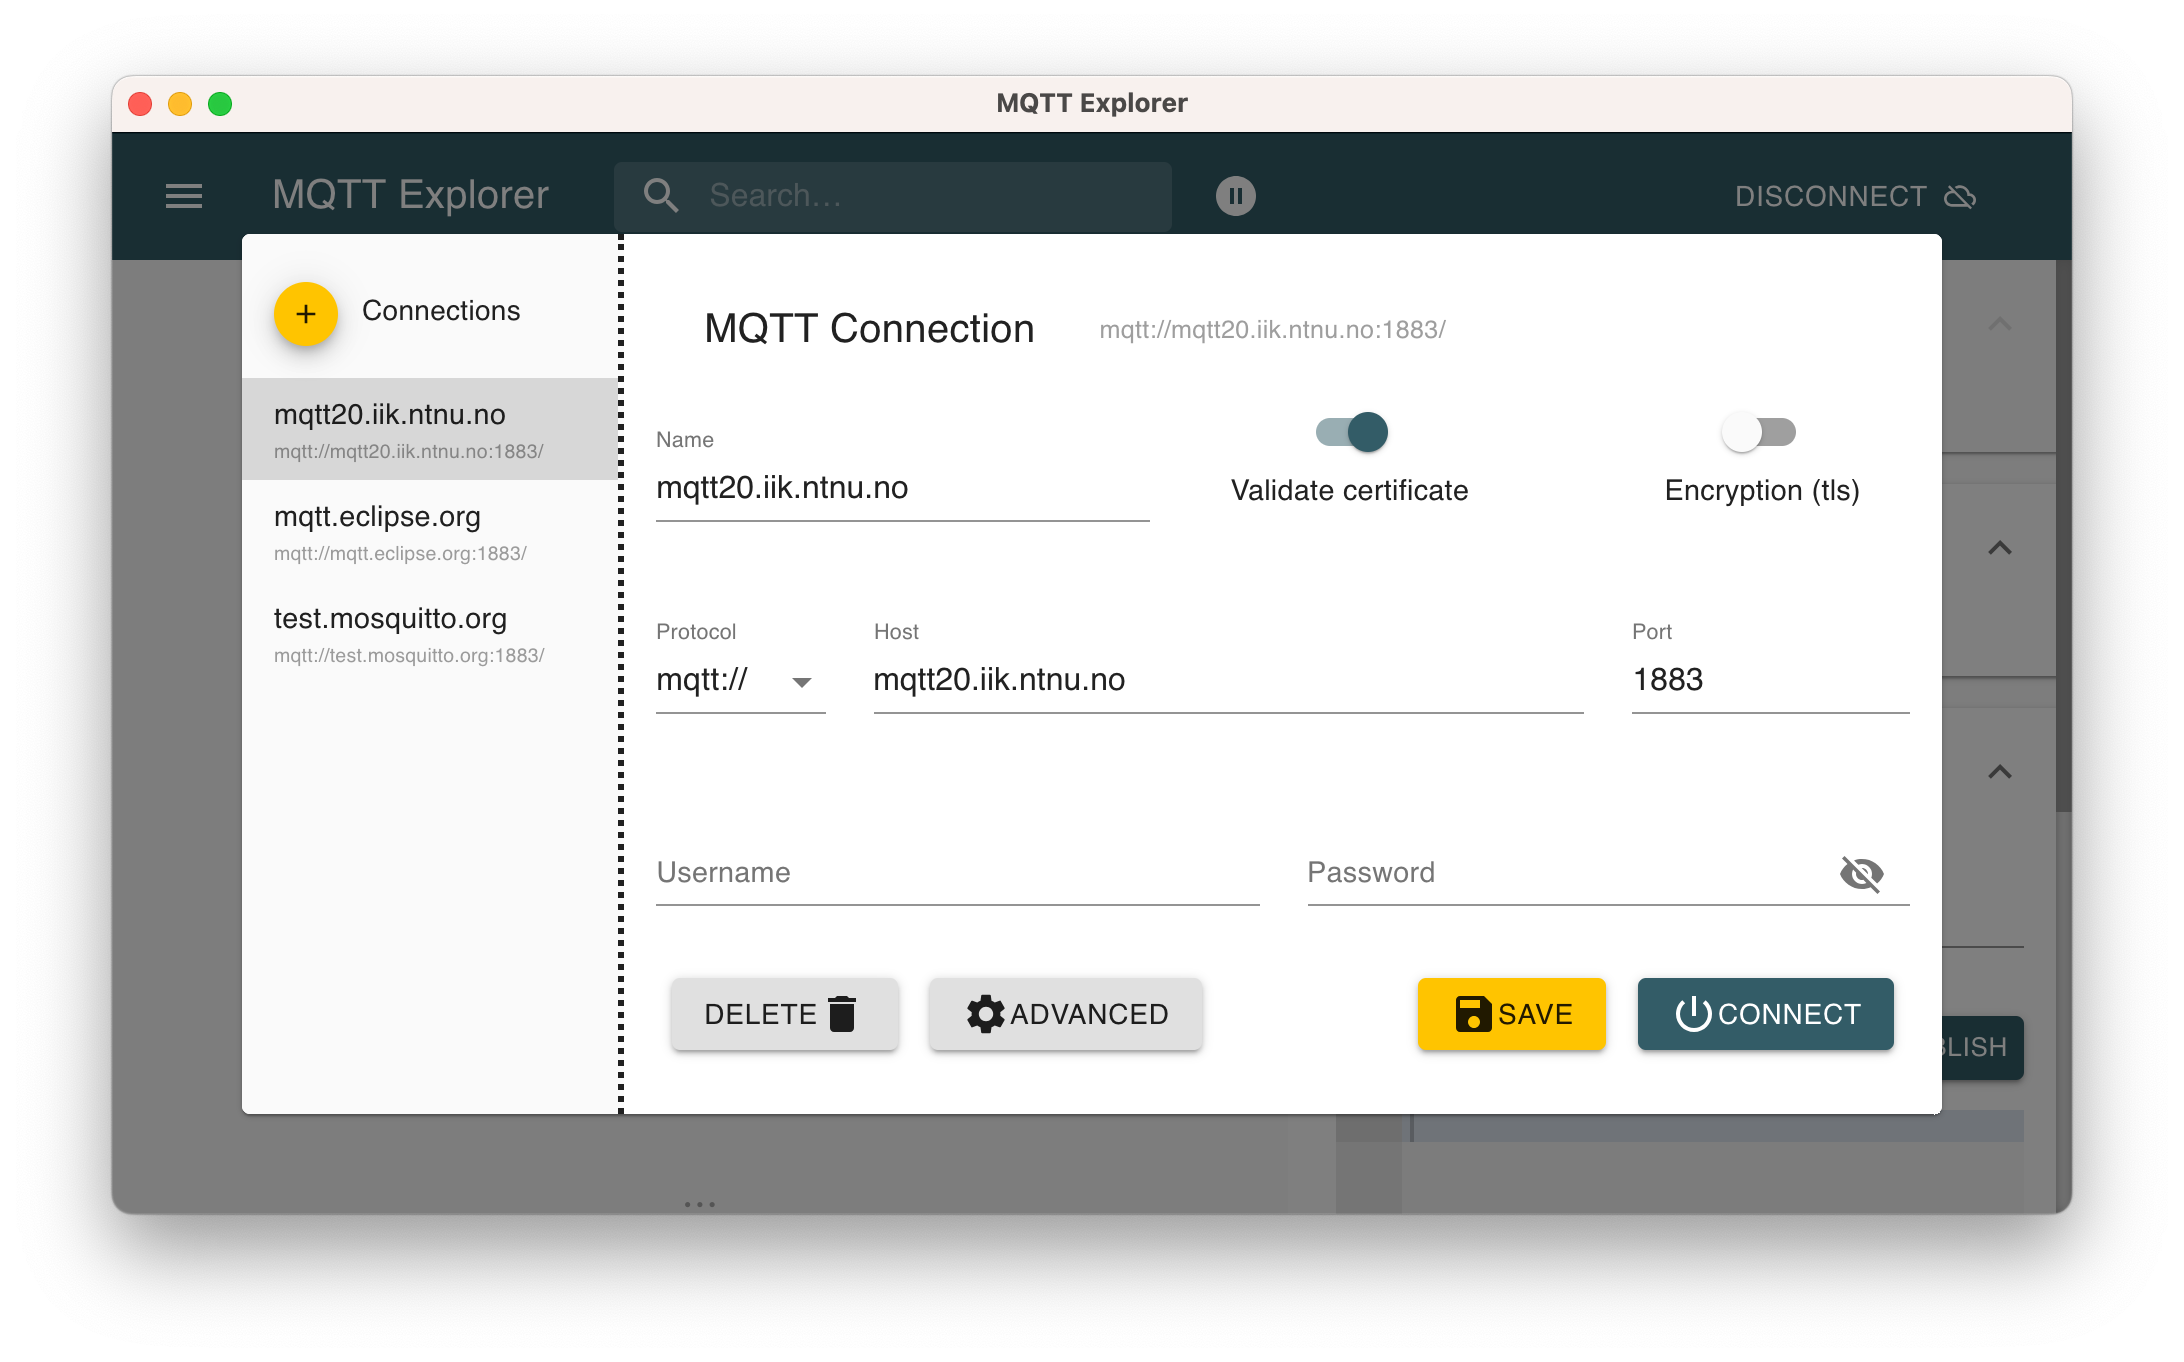 MQTT Explorer
MQTT Explorer
Search...
DISCONNECT
Connections
mqtt20.iik.ntnu.no
mqtt://mqtt20.iik.ntnu.no:1883/
mqtt.eclipse.org
mqtt://mqtt.eclipse.org:1883/
test.mosquitto.org
mqtt://test.mosquitto.org:1883/
MQTT Connection
mqtt://mqtt20.iik.ntnu.no:1883/
Name
mqtt20.iik.ntnu.no
Validate certificate
Encryption (tls)
Protocol
mqtt://
Host
mqtt20.iik.ntnu.no
Port
1883
Username
Password
DELETE
ADVANCED
SAVE
CONNECT
BLISH
...